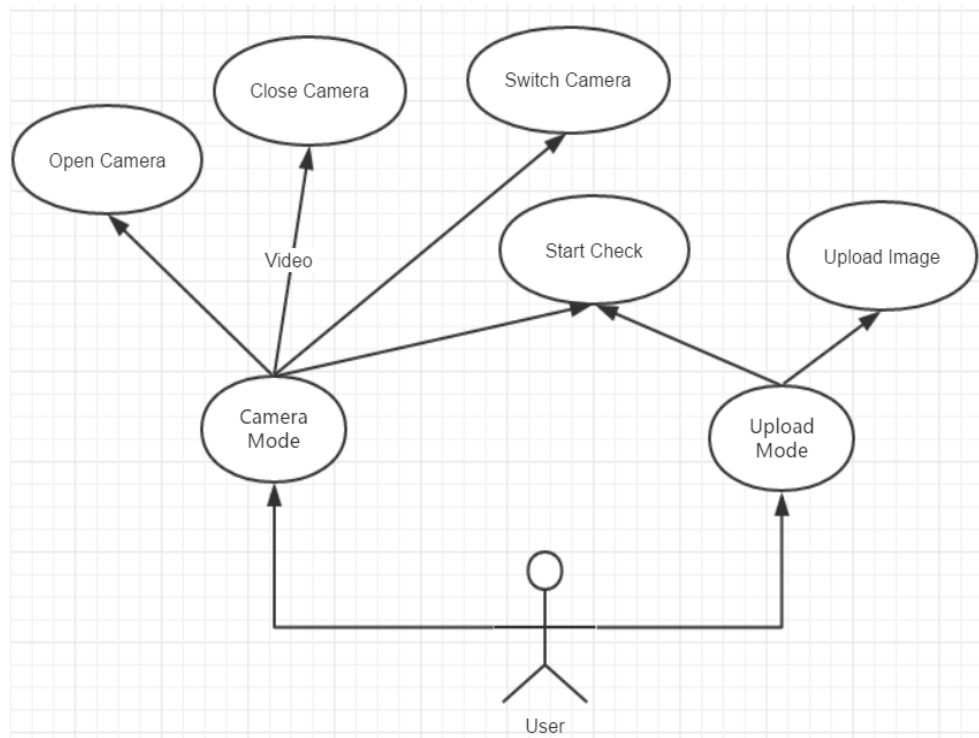 Switch Camera
Close Camera
Open Camera
Start Check
Upload Image
Video
Camera
Mode
Upload
Mode
User